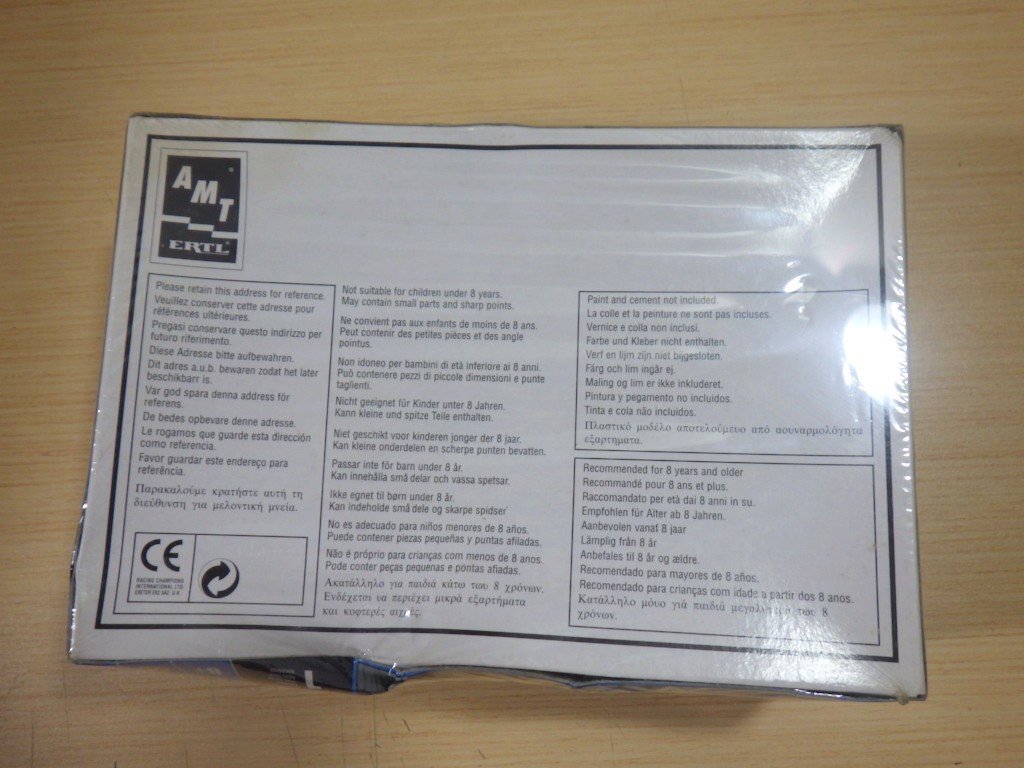 AMT
ERTL
Please retain this address for reference.
Veuillez conserver cette adresse pour
références ultérieures.
Pregasi conservare questo indirizzo per
futuro riferimento.
Diese Adresse bitte aufbewahren.
Dit adres a.u.b. bewaren zodat het later
beschikbarr is.
Var god spara denna address för
referens.
De bedes opbevare denne adresse.
Le rogamos que guarde esta dirección
como referencia.
Favor guardar este endereço para
referência.
Παρακαλούμε κρατήστε αυτή τη
διεύθυνση για μελοντική μνεία.
CE
RACING CHAMPIONS
INTERNATIONAL LTD
EXETER
U.K.
Not suitable for children under 8 years.
May contain small parts and sharp points.
Ne convient pas aux enfants de moins de 8 ans.
Peut contenir des petites pièces et des angle
pointus.
Non idoneo per bambini di età inferiore ai 8 anni.
Può contenere pezzi di piccole dimensioni e punte
taglienti.
Nicht geeignet für Kinder unter 8 Jahren.
Kann kleine und spitze Teile enthalten.
Niet geschikt voor kinderen jonger der 8 jaar.
Kan kleine onderdelen en scherpe punten bevatten.
Passar inte för barn under 8 år.
Kan innehålla små delar och vassa spetsar.
Ikke egnet til børn under 8 år.
Kan indeholde små dele og skarpe spidser
No es adecuado para niños menores de 8 años.
Puede contener piezas pequeñas y puntas afiladas.
Não é próprio para crianças com menos de 8 anos.
Pode conter peças pequenas e pontas afiadas.
Ακατάλληλο για παιδιά κάτω των 8 χρόνων.
Ενδέχεται να περιέχει μικρά εξαρτήματα
και κοφτερές αιχμές.
Paint and cement not included.
La colle et la peinture ne sont pas incluses.
Vernice e colla non inclusi.
Farbe und Kleber nicht enthalten.
Verf en lijm zijn niet bijgesloten.
Färg och lim ingår ej.
Maling og lim er ikke inkluderet.
Pintura y pegamento no incluidos.
Tinta e cola não incluidos.
Πλαστικό μοδέλο αποτελούμενο από αουναρμολόγητα
εξαρτηματα.
Recommended for 8 years and older
Recommandé pour 8 ans et plus.
Raccomandato per età dai 8 anni in su.
Empfohlen für Alter ab 8 Jahren.
Aanbevolen vanaf 8 jaar
Lämplig från 8 år
Anbefales til 8 år og ældre.
Recomendado para mayores de 8 años.
Recomendado para crianças com idade a partir dos 8 anos.
Κατάλληλο μόνο γιά παιδιά μεγαλύτερα των 8
χρόνων.